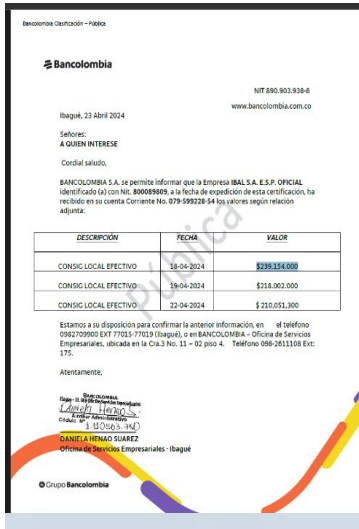 Bancolombia Clasificación – Pública
Bancolombia
NIT 890.903.938-8
www.bancolombia.com.co
Ibagué, 23 Abril 2024
Señores:
A QUIEN INTERESE
Cordial saludo,
BANCOLOMBIA S.A. se permite informar que la Empresa IBAL S.A. E.S.P. OFICIAL
identificado (a) con Nit. 800089809, a la fecha de expedición de esta certificación, ha
recibido en su cuenta Corriente No. 079-599228-54 los valores según relación
adjunta:
Pública
DESCRIPCIÓN FECHA VALOR
CONSIG LOCAL EFECTIVO 18-04-2024 $239.154.000
CONSIG LOCAL EFECTIVO 19-04-2024 $218.002.000
CONSIG LOCAL EFECTIVO 22-04-2024 $ 210,051,300
Estamos a su disposición para confirmar la anterior información, en el teléfono
0982709900 EXT 77015-77019 (Ibagué), o en BANCOLOMBIA – Oficina de Servicios
Empresariales, ubicada en la Cra.3 No. 11 – 02 piso 4. Teléfono 098-2611108 Ext:
175.
Atentamente,
BANCOLOMBIA
Daniela Henao S.
Auxiliar Administrativo
DANIELA HENAO SUAREZ
Oficina de Servicios Empresariales - Ibagué
Grupo Bancolombia